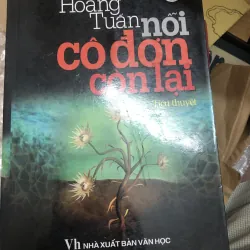 Hoàng
Tuấn
nỗi
cô đơn
còn lại
tiểu thuyết
Vh NHÀ XUẤT BẢN VĂN HỌC